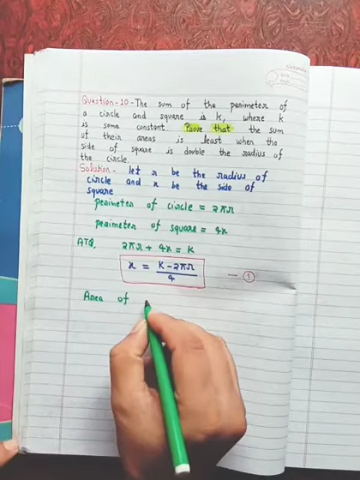 Question-10 - The sum of the perimeter of
a circle and square is K, where K
is some constant. Prove that the sum
of their areas is least when the
side of square is double the radius of
the circle.
Solution - let r be the radius of
circle and x be the side of
square
perimeter of circle = 2πr
perimeter of square = 4x
ATQ, 2πr + 4x = K
x = K - 2πr / 4 — ①
Area of